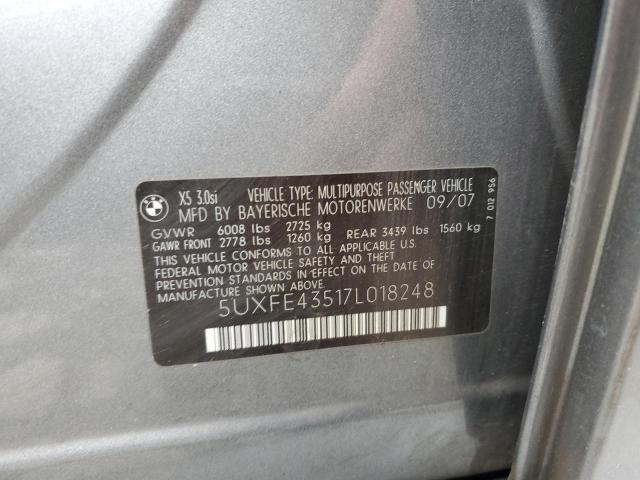 X5 3.0si VEHICLE TYPE: MULTIPURPOSE PASSENGER VEHICLE
MFD BY BAYERISCHE MOTORENWERKE 09/07
GVWR 6008 lbs 2725 kg
GAWR FRONT 2778 lbs 1260 kg REAR 3439 lbs 1560 kg
THIS VEHICLE CONFORMS TO ALL APPLICABLE U.S.
FEDERAL MOTOR VEHICLE SAFETY AND THEFT
PREVENTION STANDARDS IN EFFECT ON THE DATE OF
MANUFACTURE SHOWN ABOVE.
5UXFE43517L018248
7 012 956